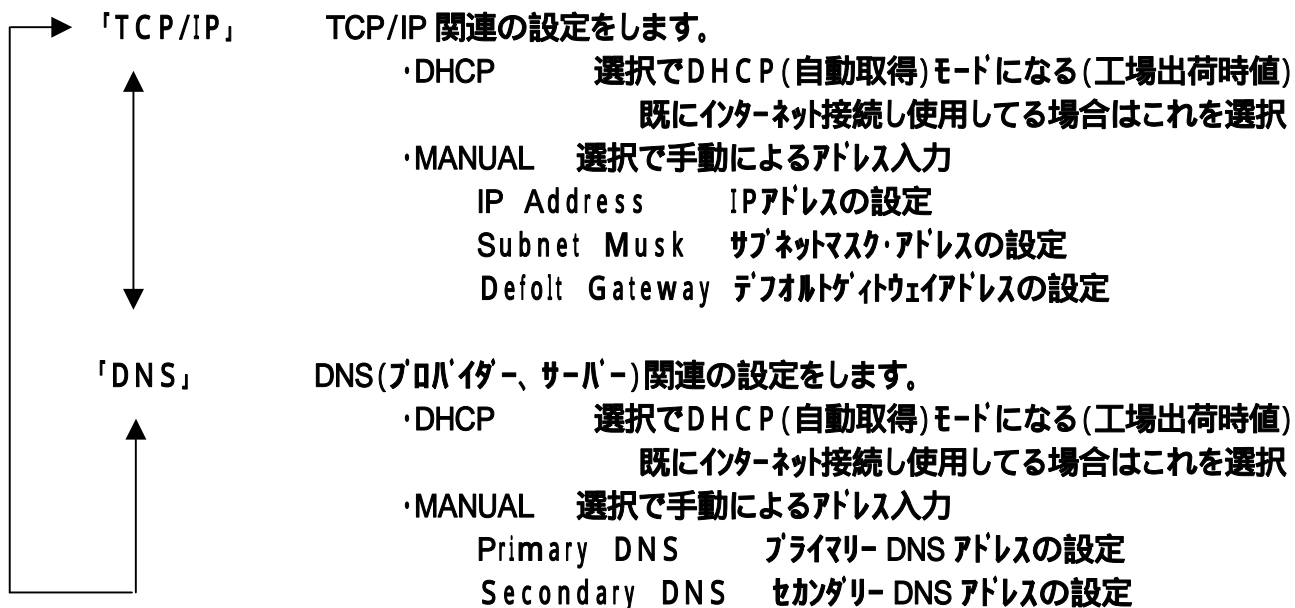 「TCP/IP」 TCP/IP 関連の設定をします。
・DHCP 選択でDHCP(自動取得)ﾓｰﾄﾞになる(工場出荷時値)
既にｲﾝﾀｰﾈｯﾄ接続し使用してる場合はこれを選択
・MANUAL 選択で手動によるｱﾄﾞﾚｽ入力
IP Address IPｱﾄﾞﾚｽの設定
Subnet Musk ｻﾌﾞﾈｯﾄﾏｽｸ・ｱﾄﾞﾚｽの設定
Defolt Gateway ﾃﾞﾌｵﾙﾄｹﾞｨﾄｳｪイｱﾄﾞﾚｽの設定
「DNS」 DNS(ﾌﾟﾛﾊﾞｲﾀﾞｰ、ｻｰﾊﾞｰ)関連の設定をします。
・DHCP 選択でDHCP(自動取得)ﾓｰﾄﾞになる(工場出荷時値)
既にｲﾝﾀｰﾈｯﾄ接続し使用してる場合はこれを選択
・MANUAL 選択で手動によるｱﾄﾞﾚｽ入力
Primary DNS ﾌﾟﾗｲﾏﾘｰ DNS ｱﾄﾞﾚｽの設定
Secondary DNS ｾｶﾝﾀﾞﾘｰ DNS ｱﾄﾞﾚｽの設定